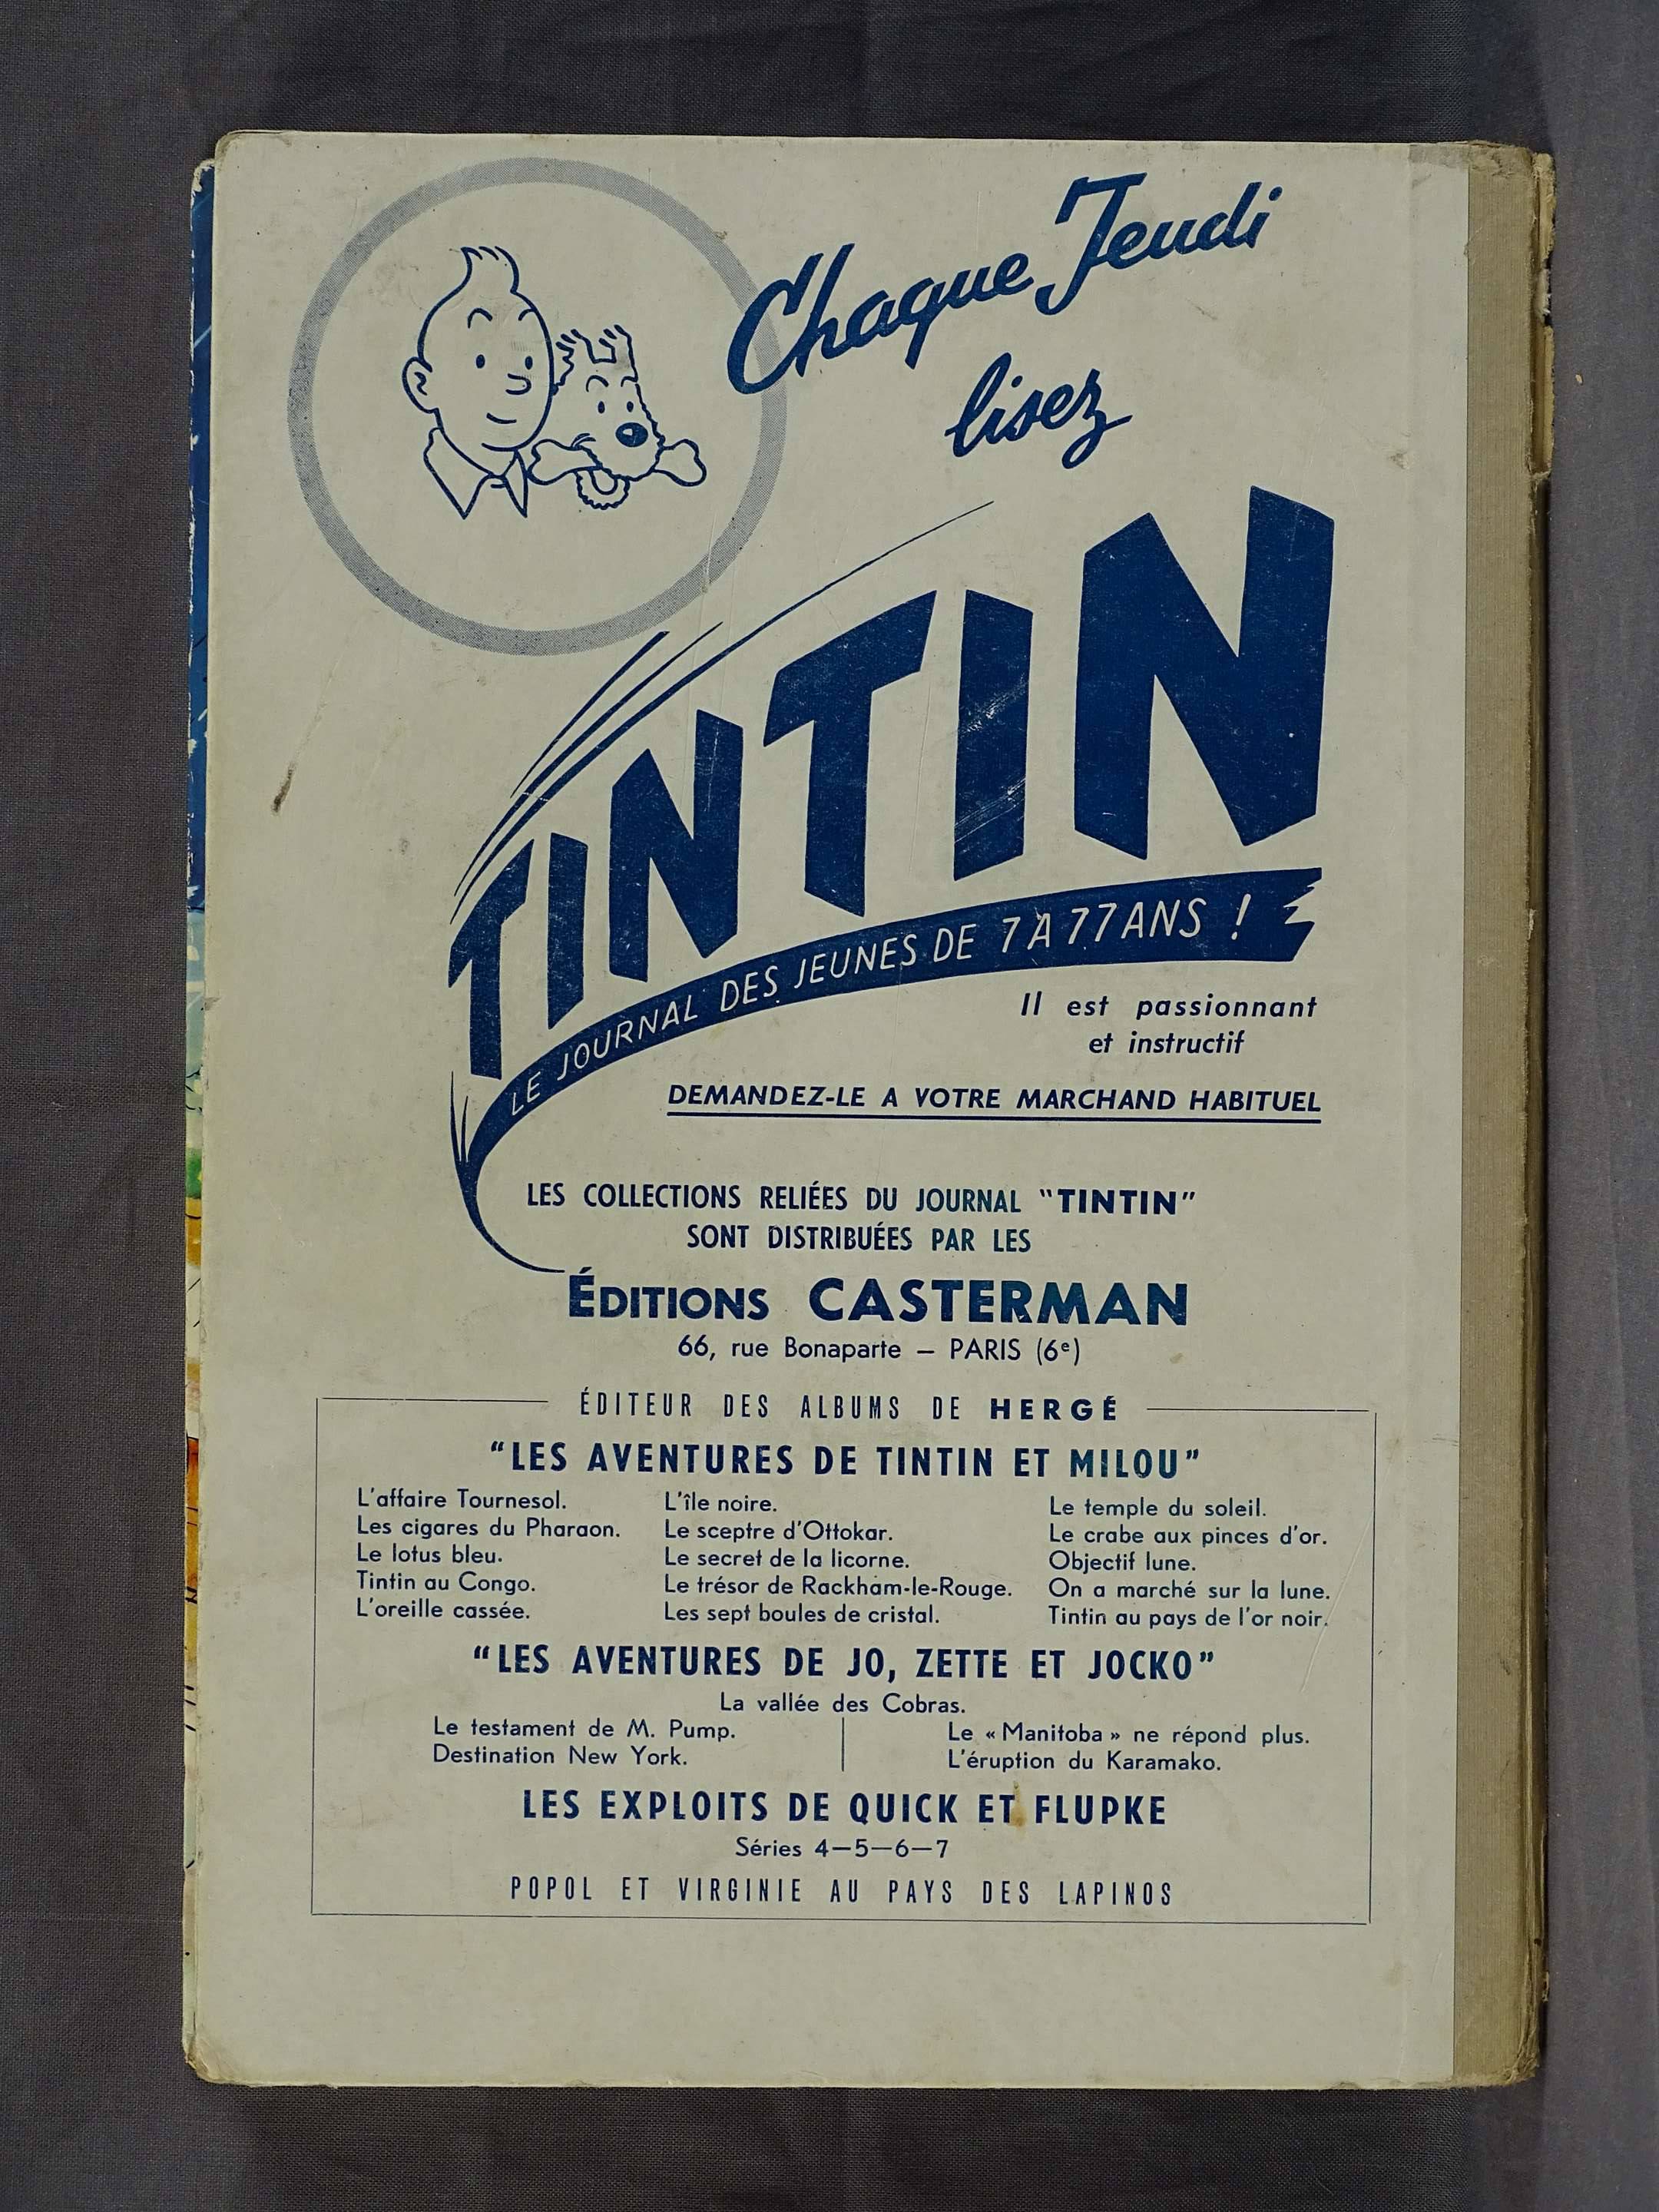 Chaque Jeudi
lisez
TINTIN
LE JOURNAL DES JEUNES DE 7 A 77 ANS !
Il est passionnant
et instructif
DEMANDEZ-LE A VOTRE MARCHAND HABITUEL
LES COLLECTIONS RELIÉES DU JOURNAL "TINTIN"
SONT DISTRIBUÉES PAR LES
ÉDITIONS CASTERMAN
66, rue Bonaparte – PARIS (6e)
ÉDITEUR DES ALBUMS DE HERGÉ
"LES AVENTURES DE TINTIN ET MILOU"
L'affaire Tournesol.
Les cigares du Pharaon.
Le lotus bleu.
Tintin au Congo.
L'oreille cassée.
L'île noire.
Le sceptre d'Ottokar.
Le secret de la licorne.
Le trésor de Rackham-le-Rouge.
Les sept boules de cristal.
Le temple du soleil.
Le crabe aux pinces d'or.
Objectif lune.
On a marché sur la lune.
Tintin au pays de l'or noir.
"LES AVENTURES DE JO, ZETTE ET JOCKO"
La vallée des Cobras.
Le testament de M. Pump.
Destination New York.
Le « Manitoba » ne répond plus.
L'éruption du Karamako.
LES EXPLOITS DE QUICK ET FLUPKE
Séries 4—5—6—7
POPOL ET VIRGINIE AU PAYS DES LAPINOS